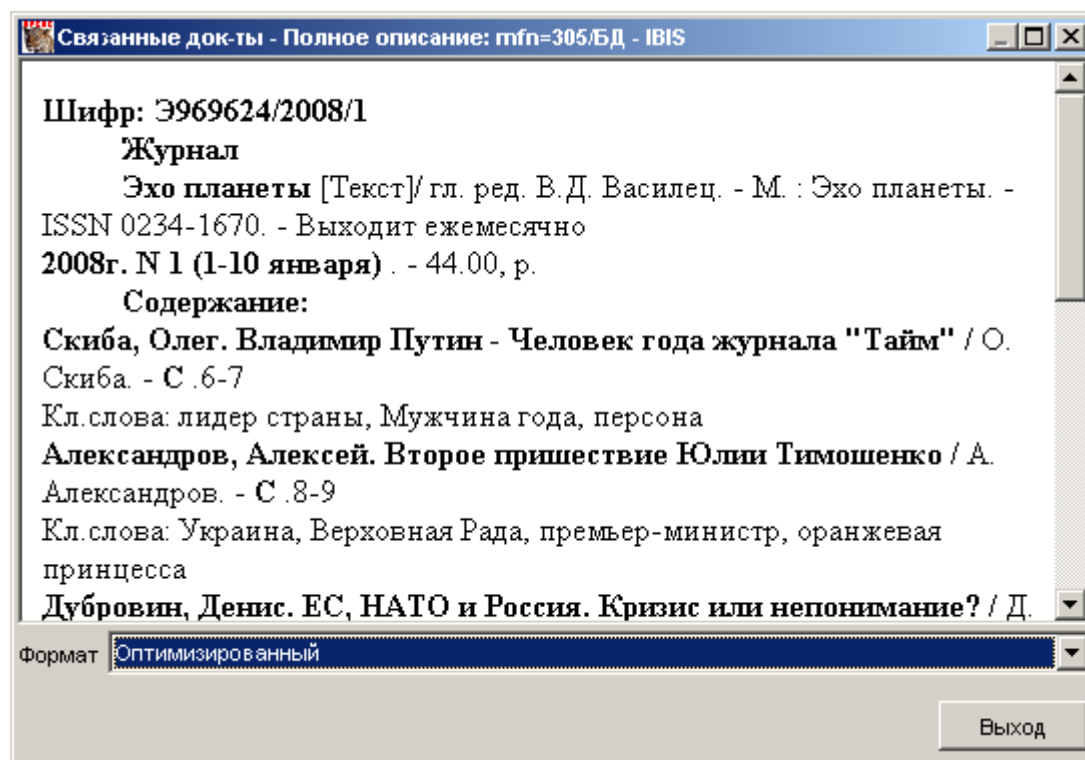 Связанные док-ты - Полное описание: mfn=305/БД - IBIS
Шифр: Э969624/2008/1
Журнал
Эхо планеты [Текст]/ гл. ред. В.Д. Василец. - М. : Эхо планеты. -
ISSN 0234-1670. - Выходит ежемесячно
2008г. N 1 (1-10 января) . - 44.00, р.
Содержание:
Скиба, Олег. Владимир Путин - Человек года журнала "Тайм" / О.
Скиба. - С .6-7
Кл.слова: лидер страны, Мужчина года, персона
Александров, Алексей. Второе пришествие Юлии Тимошенко / А.
Александров. - С .8-9
Кл.слова: Украина, Верховная Рада, премьер-министр, оранжевая
принцесса
Дубровин, Денис. ЕС, НАТО и Россия. Кризис или непонимание? / Д.
Формат Оптимизированный
Выход